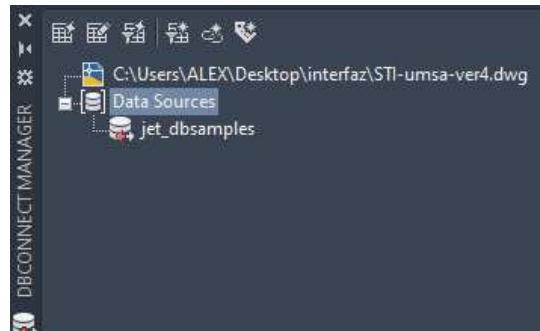 C:\Users\ALEX\Desktop\interfaz\STI-umsa-ver4.dwg
Data Sources
jet_dbsamples
DBCONNECT MANAGER